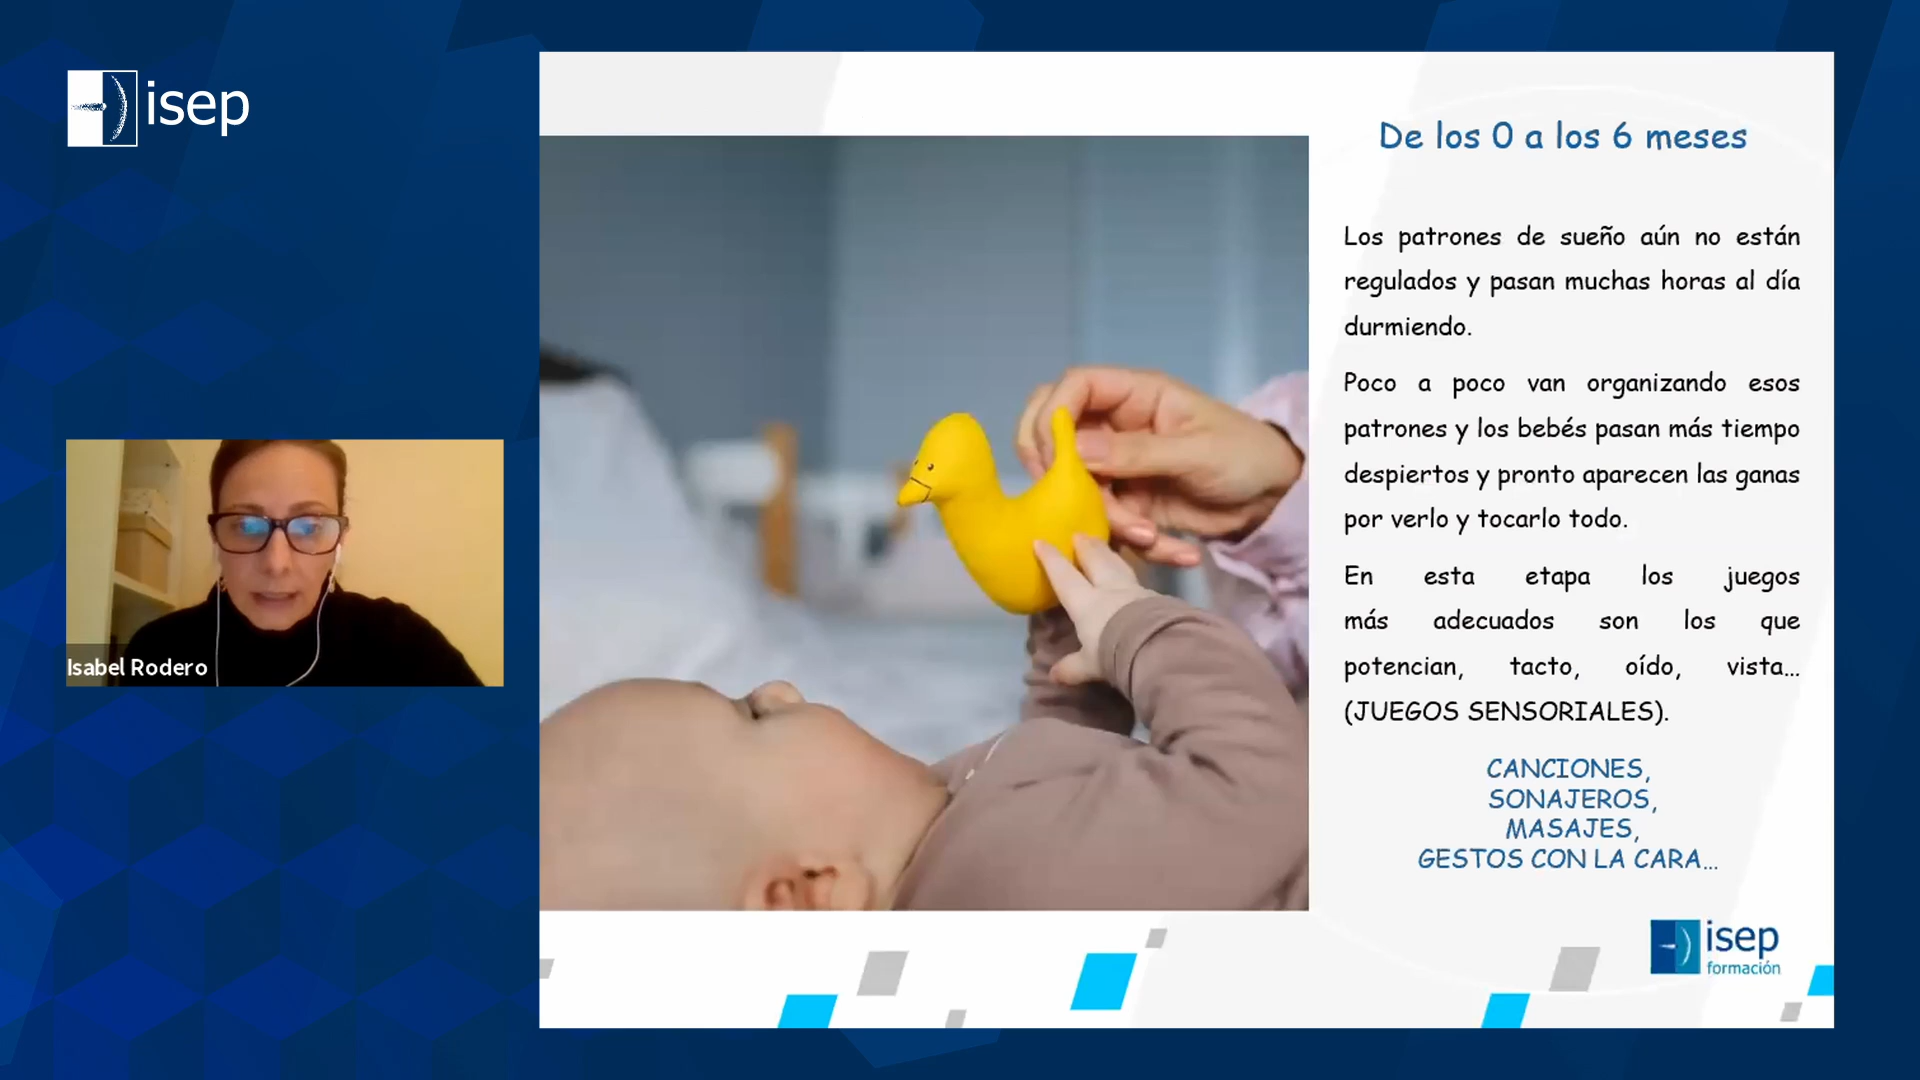 isep
Isabel Rodero
De los 0 a los 6 meses
Los patrones de sueño aún no están
regulados y pasan muchas horas al día
durmiendo.
Poco a poco van organizando esos
patrones y los bebés pasan más tiempo
despiertos y pronto aparecen las ganas
por verlo y tocarlo todo.
En esta etapa los juegos
más adecuados son los que
potencian, tacto, oído, vista...
(JUEGOS SENSORIALES).
CANCIONES,
SONAJEROS,
MASAJES,
GESTOS CON LA CARA...
isep
formación